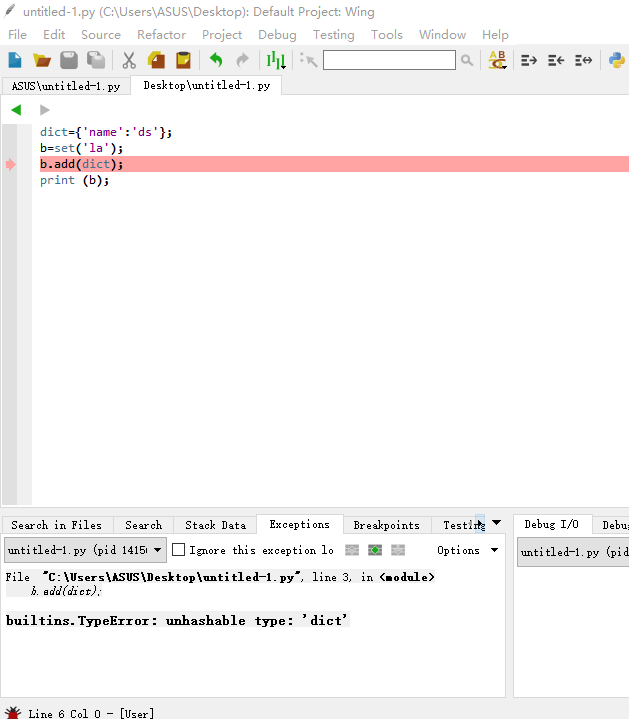 untitled-1.py (C:\Users\ASUS\Desktop): Default Project: Wing
File Edit Source Refactor Project Debug Testing Tools Window Help
ASUS\untitled-1.py Desktop\untitled-1.py
dict={'name':'ds'};
b=set('la');
b.add(dict);
print (b);
Search in Files Search Stack Data Exceptions Breakpoints Testing Debug I/O Debu
untitled-1.py (pid 1415 Ignore this exception lo Options untitled-1.py (pid
File "C:\Users\ASUS\Desktop\untitled-1.py", line 3, in <module>
b.add(dict);
builtins.TypeError: unhashable type: 'dict'
Line 6 Col 0 - [User]